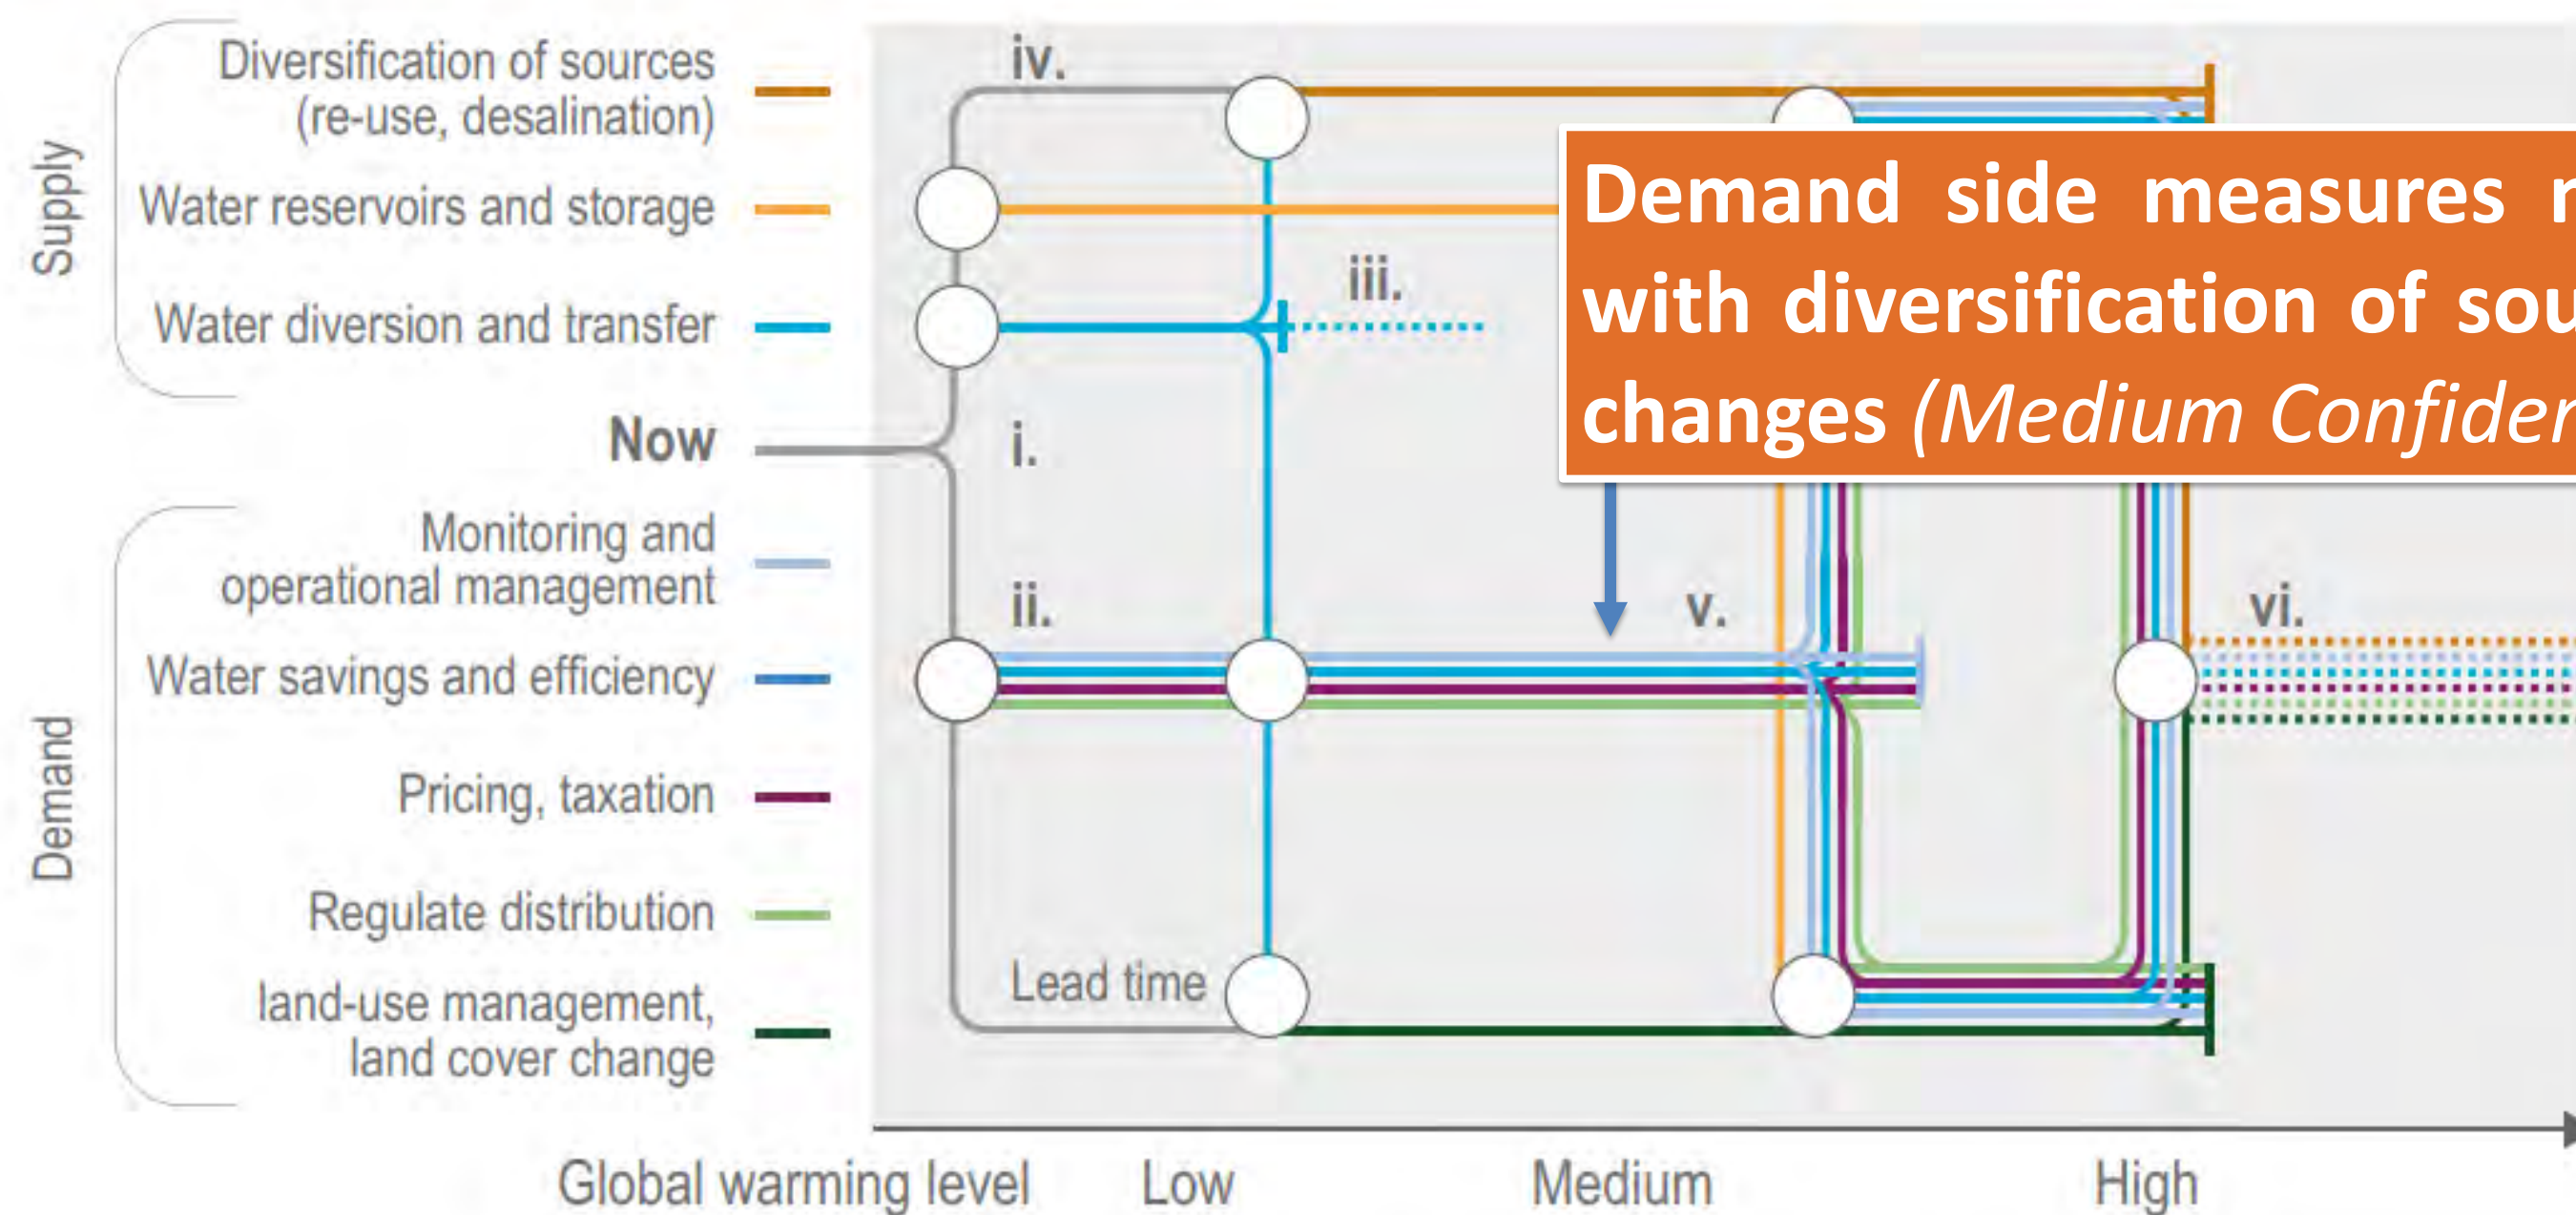 Supply
Diversification of sources
(re-use, desalination)
Water reservoirs and storage
Water diversion and transfer
Now
Demand
Monitoring and
operational management
Water savings and efficiency
Pricing, taxation
Regulate distribution
land-use management,
land cover change
iv.
iii.
i.
ii.
v.
vi.
Lead time
Demand side measures
with diversification of
changes (Medium
Global warming level Low Medium High